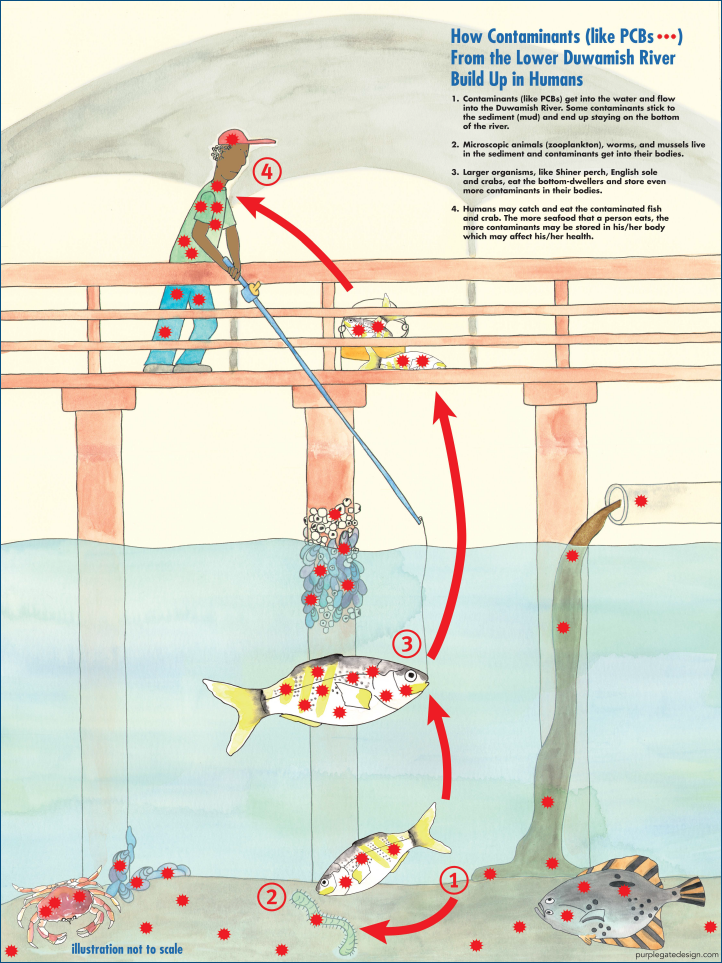 How Contaminants (like PCBs •••)
From the Lower Duwamish River
Build Up in Humans
1. Contaminants (like PCBs) get into the water and flow
into the Duwamish River. Some contaminants stick to
the sediment (mud) and end up staying on the bottom
of the river.
2. Microscopic animals (zooplankton), worms, and mussels live
in the sediment and contaminants get into their bodies.
3. Larger organisms, like Shiner perch, English sole
and crabs, eat the bottom-dwellers and store even
more contaminants in their bodies.
4. Humans may catch and eat the contaminated fish
and crab. The more seafood that a person eats, the
more contaminants may be stored in his/her body
which may affect his/her health.
4
3
1
2
illustration not to scale
purplegatedesign.com